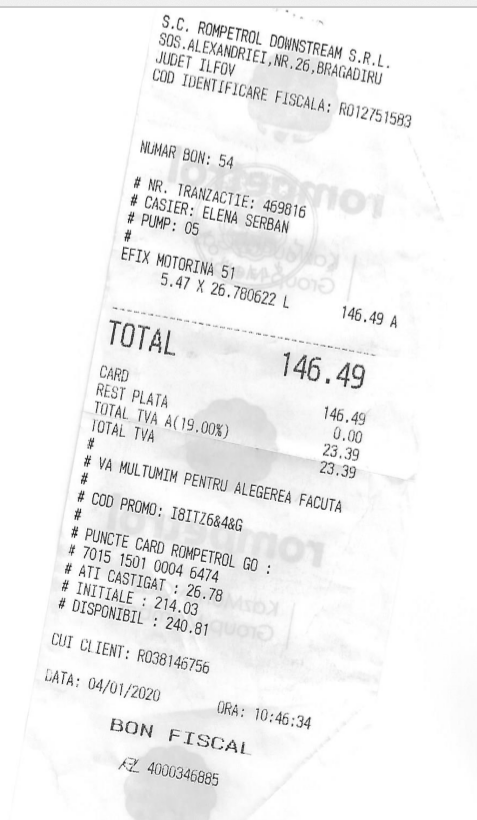 S.C. ROMPETROL DOWNSTREAM S.R.L.
SOS.ALEXANDRIEI,NR.26,BRAGADIRU
JUDET ILFOV
COD IDENTIFICARE FISCALA: RO12751583
NUMAR BON: 54
# NR. TRANZACTIE: 469816
# CASIER: ELENA SERBAN
# PUMP: 05
#
EFIX MOTORINA 51
5.47 X 26.780622 L 146.49 A
TOTAL 146.49
CARD 146.49
REST PLATA 0.00
TOTAL TVA A(19.00%) 23.39
TOTAL TVA 23.39
#
# VA MULTUMIM PENTRU ALEGEREA FACUTA
#
# COD PROMO: I8ITZ6&4&G
#
# PUNCTE CARD ROMPETROL GO :
# 7015 1501 0004 6474
# ATI CASTIGAT : 26.78
# INITIALE : 214.03
# DISPONIBIL : 240.81
CUI CLIENT: RO38146756
DATA: 04/01/2020 ORA: 10:46:34
BON FISCAL
4000346885